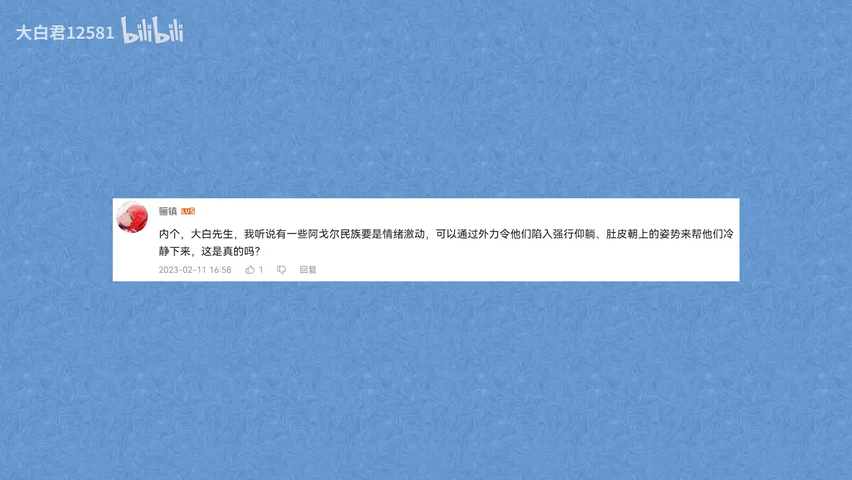 大白君12581 bilibili
骊镇 LV5
内个，大白先生，我听说有一些阿戈尔民族要是情绪激动，可以通过外力令他们陷入强行仰躺、肚皮朝上的姿势来帮他们冷
静下来，这是真的吗？
2023-02-11 16:58 1 回复